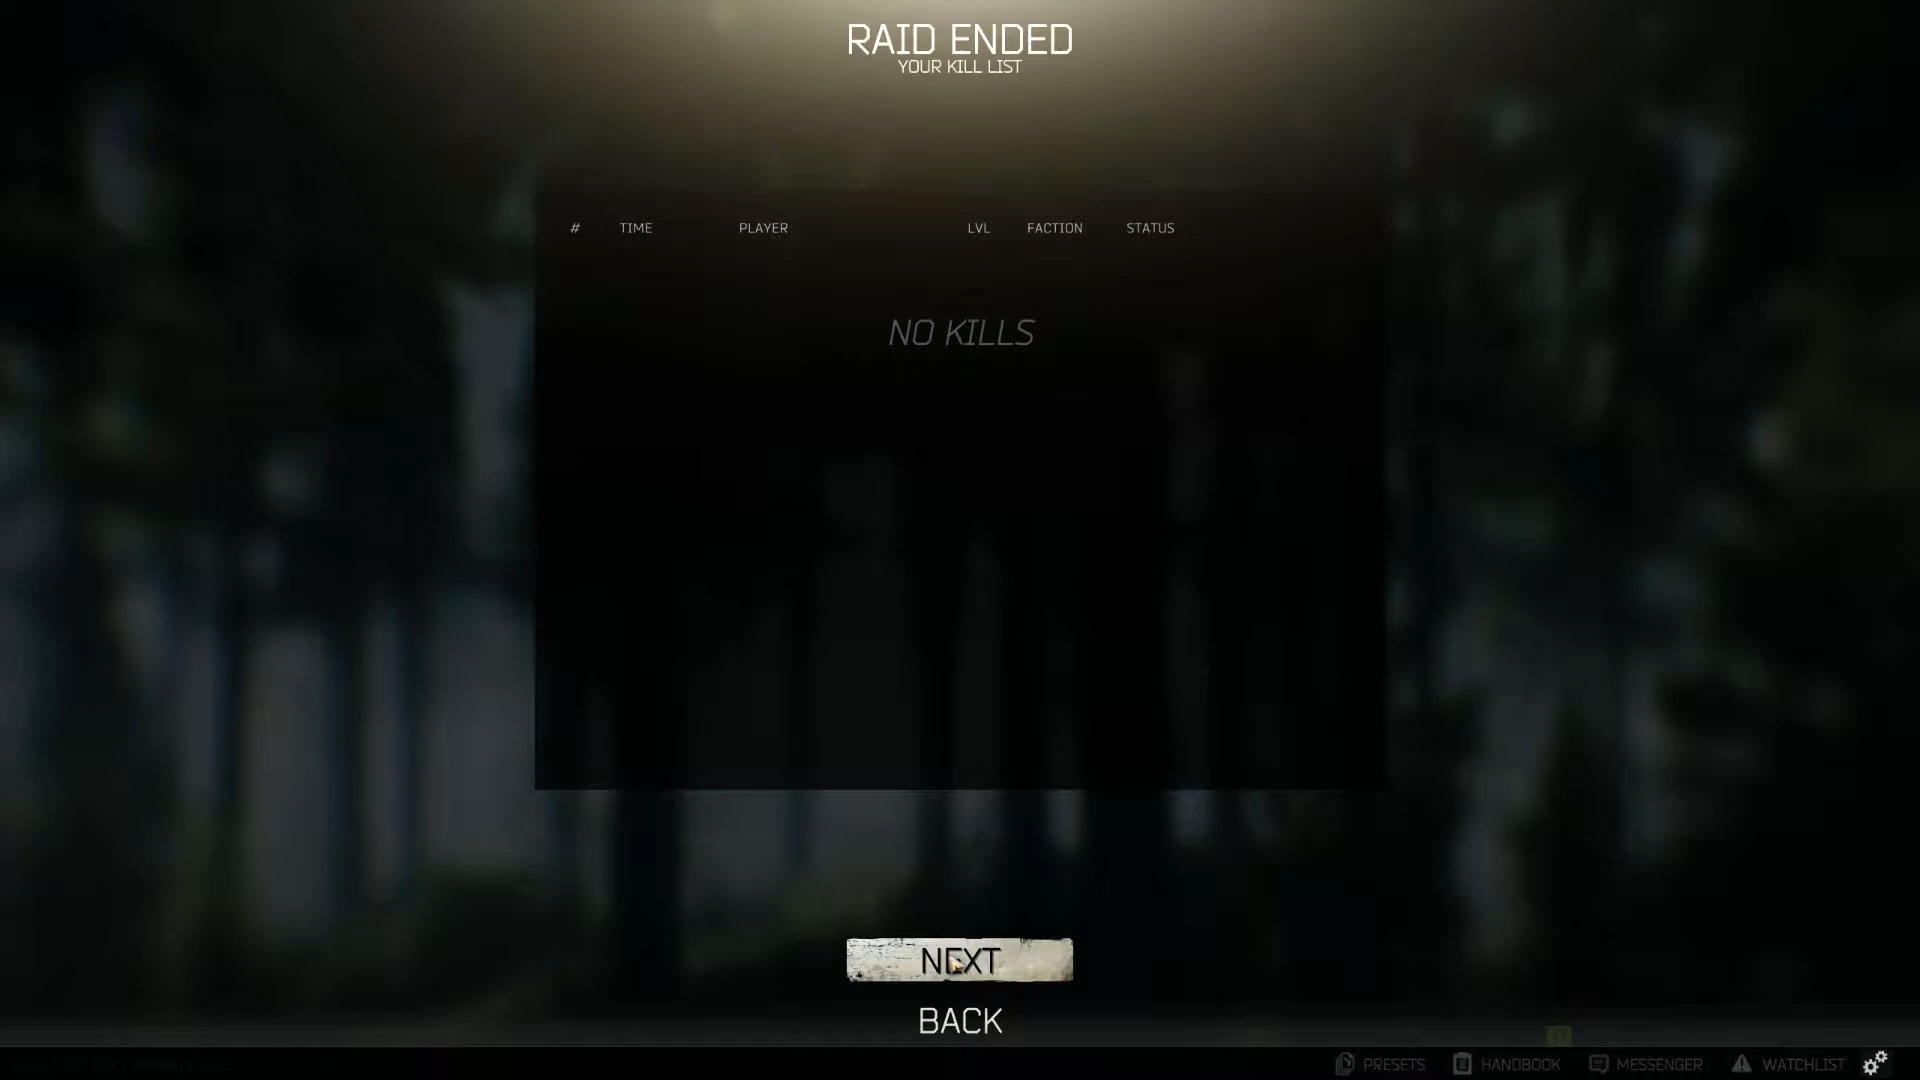 RAID ENDED
YOUR KILL LIST
# TIME PLAYER LVL FACTION STATUS
NO KILLS
NEXT
BACK
PRESETS HANDBOOK MESSENGER WATCHLIST